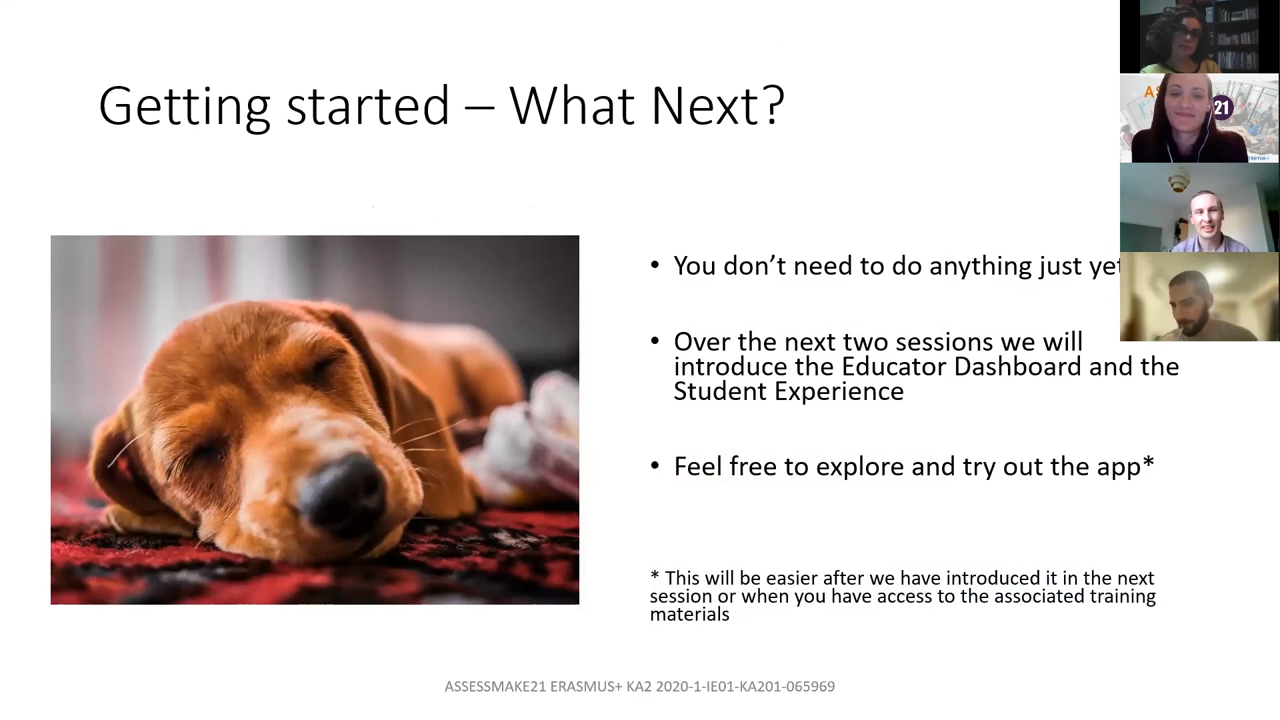 Getting started – What Next?
21
• You don’t need to do anything just yet
• Over the next two sessions we will
introduce the Educator Dashboard and the
Student Experience
• Feel free to explore and try out the app*
* This will be easier after we have introduced it in the next
session or when you have access to the associated training
materials
ASSESSMAKE21 ERASMUS+ KA2 2020-1-IE01-KA201-065969